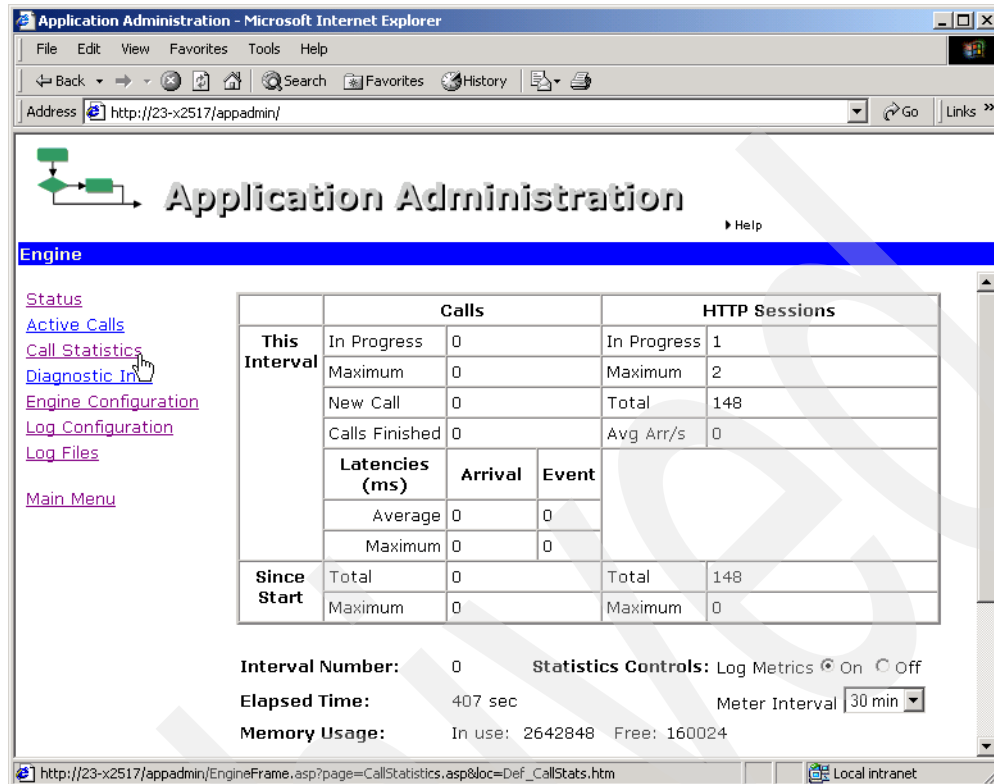 Application Administration - Microsoft Internet Explorer
File Edit View Favorites Tools Help
Back Search Favorites History
Address http://23-x2517/appadmin/ Go Links »
Application Administration
Help
Engine
Status
Active Calls
Call Statistics
Diagnostic In
Engine Configuration
Log Configuration
Log Files
Main Menu
Calls HTTP Sessions
This Interval In Progress 0 In Progress 1
Maximum 0 Maximum 2
New Call 0 Total 148
Calls Finished 0 Avg Arr/s 0
Latencies (ms) Arrival Event
Average 0 0
Maximum 0 0
Since Start Total 0 Total 148
Maximum 0 Maximum 0
Interval Number: 0 Statistics Controls: Log Metrics On Off
Elapsed Time: 407 sec Meter Interval 30 min
Memory Usage: In use: 2642848 Free: 160024
http://23-x2517/appadmin/EngineFrame.asp?page=CallStatistics.asp&loc=Def_CallStats.htm Local intranet